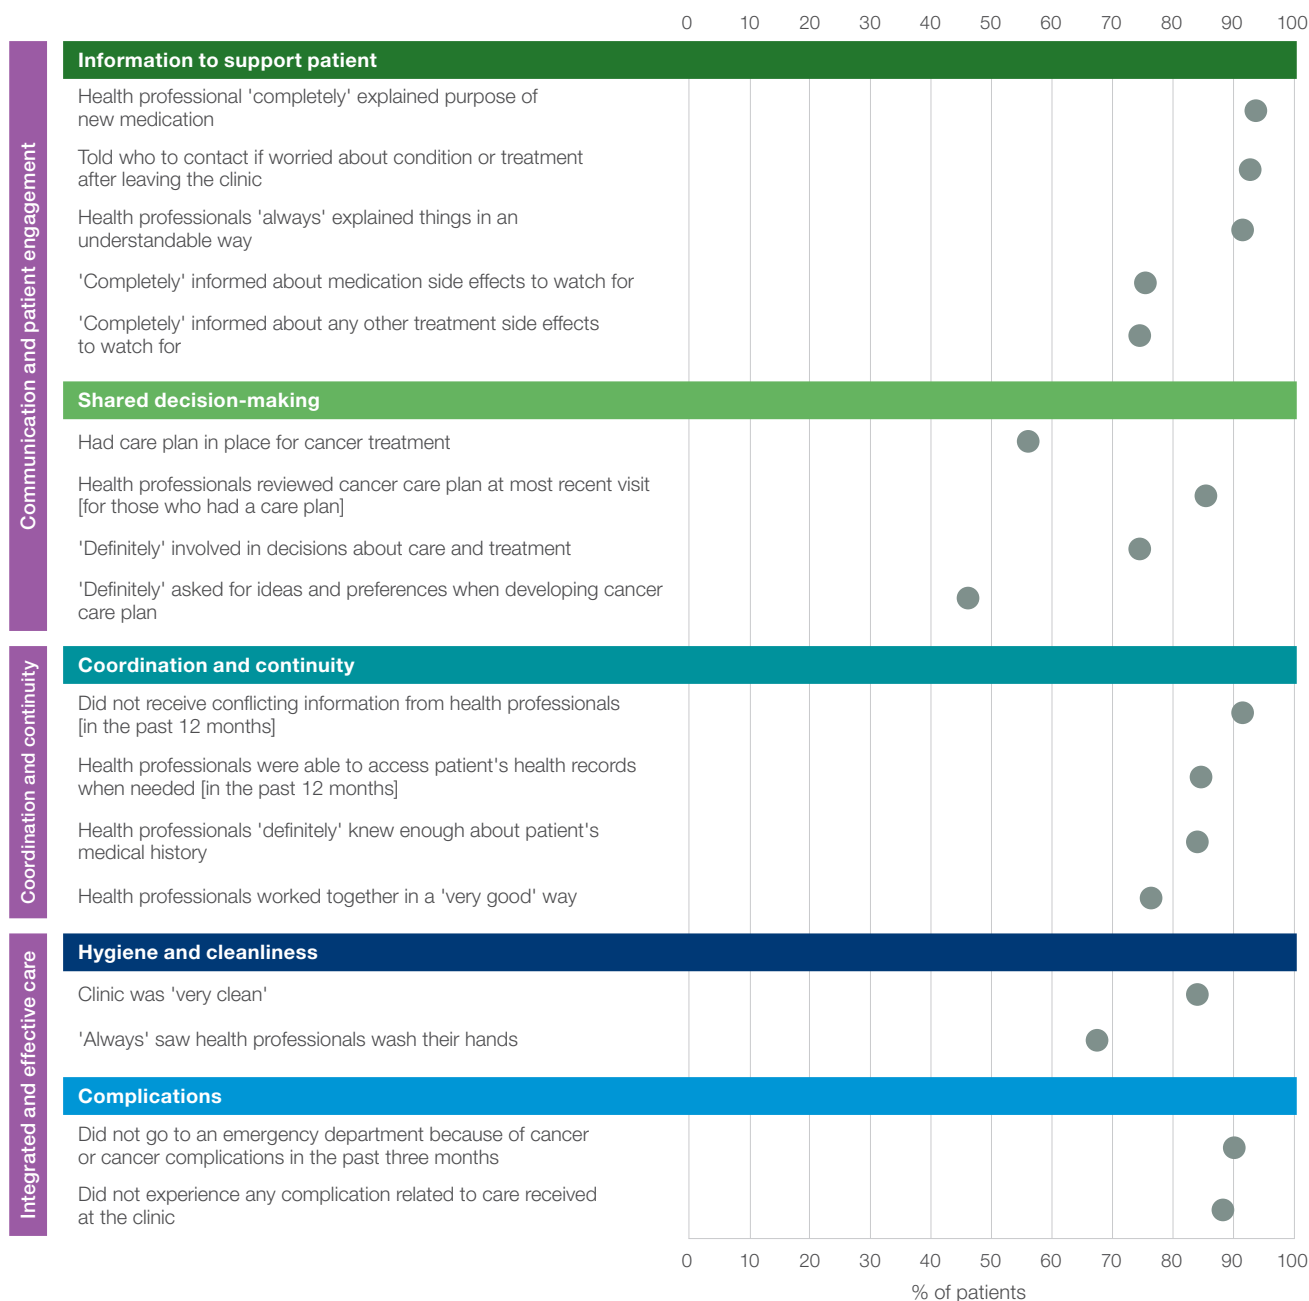 0 10 20 30 40 50 60 70 80 90 100
Communication and patient engagement
Information to support patient
Health professional 'completely' explained purpose of
new medication
Told who to contact if worried about condition or treatment
after leaving the clinic
Health professionals 'always' explained things in an
understandable way
'Completely' informed about medication side effects to watch for
'Completely' informed about any other treatment side effects
to watch for
Shared decision-making
Had care plan in place for cancer treatment
Health professionals reviewed cancer care plan at most recent visit
[for those who had a care plan]
'Definitely' involved in decisions about care and treatment
'Definitely' asked for ideas and preferences when developing cancer
care plan
Coordination and continuity
Coordination and continuity
Did not receive conflicting information from health professionals
[in the past 12 months]
Health professionals were able to access patient's health records
when needed [in the past 12 months]
Health professionals 'definitely' knew enough about patient's
medical history
Health professionals worked together in a 'very good' way
Integrated and effective care
Hygiene and cleanliness
Clinic was 'very clean'
'Always' saw health professionals wash their hands
Complications
Did not go to an emergency department because of cancer
or cancer complications in the past three months
Did not experience any complication related to care received
at the clinic
0 10 20 30 40 50 60 70 80 90 100
% of patients